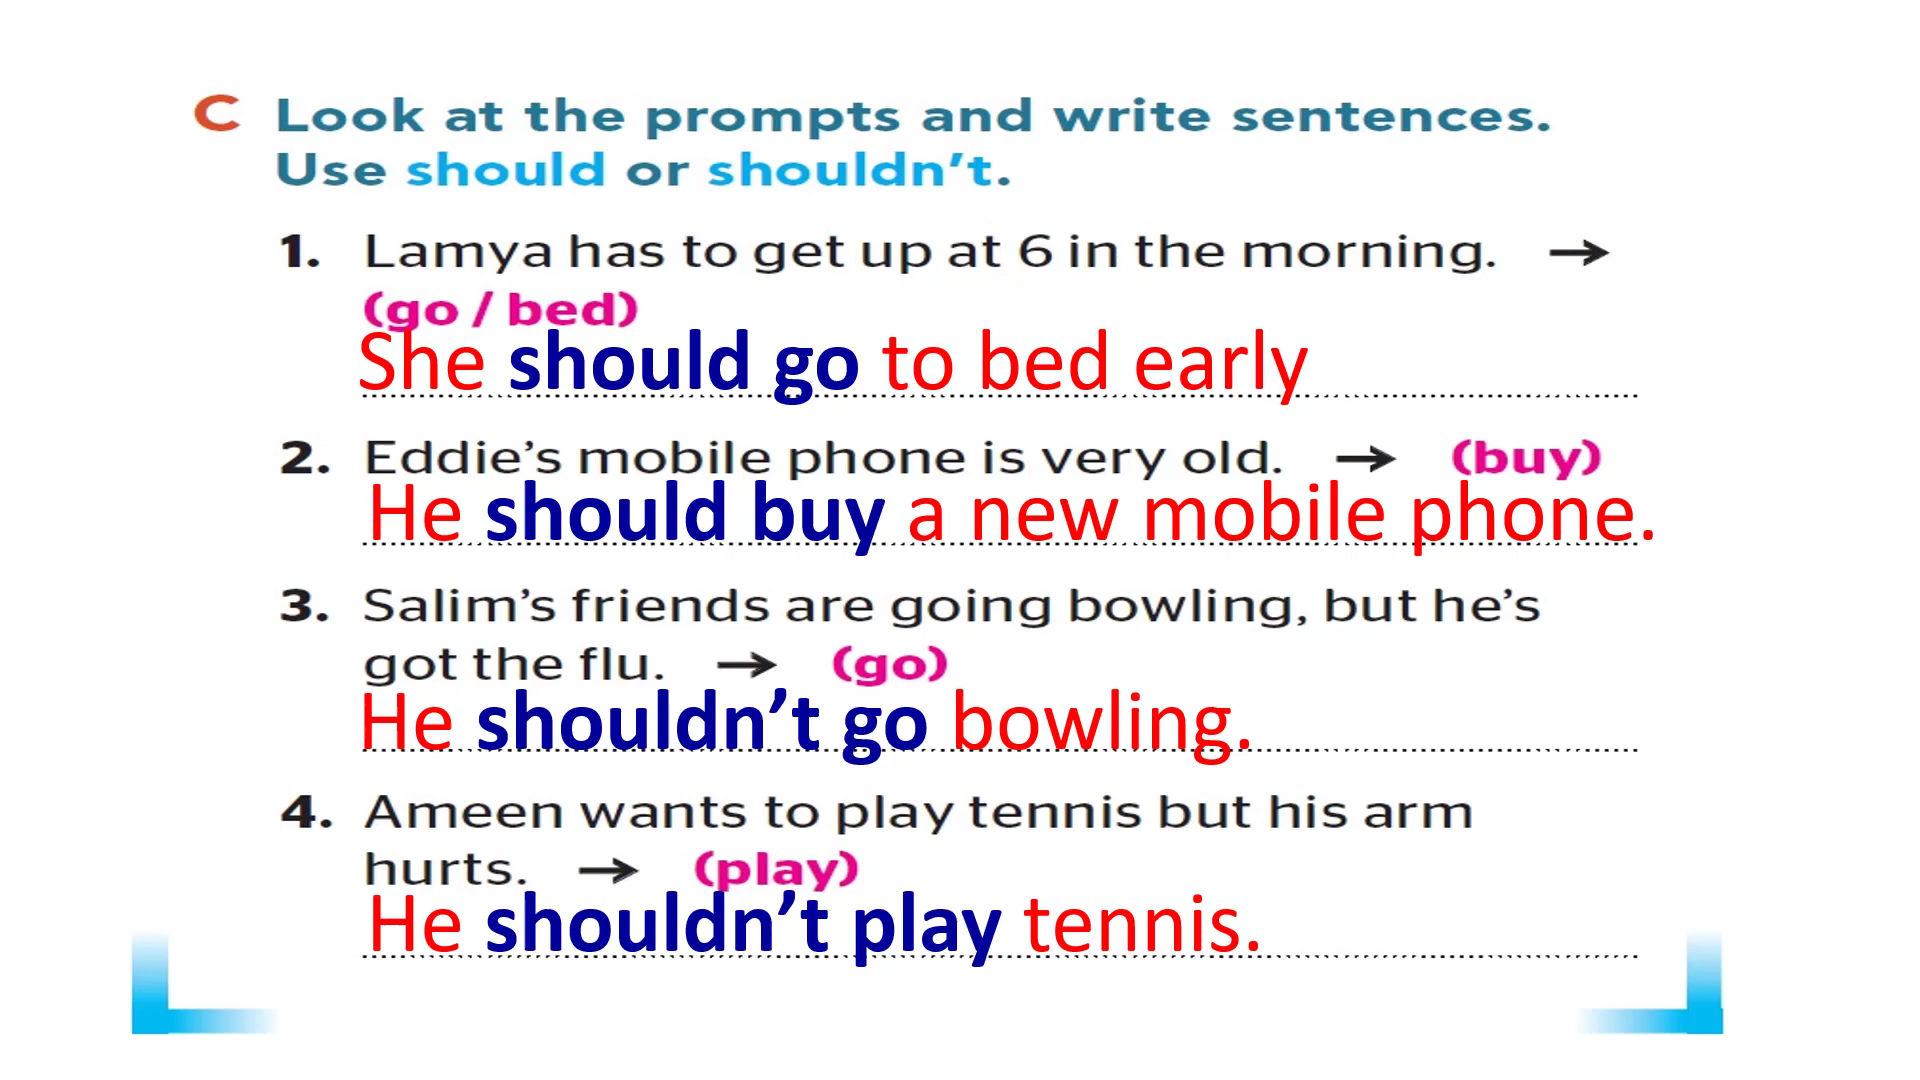 C Look at the prompts and write sentences.
Use should or shouldn’t.
1. Lamya has to get up at 6 in the morning. →
(go / bed)
She should go to bed early
2. Eddie’s mobile phone is very old. → (buy)
He should buy a new mobile phone.
3. Salim’s friends are going bowling, but he’s
got the flu. → (go)
He shouldn’t go bowling.
4. Ameen wants to play tennis but his arm
hurts. → (play)
He shouldn’t play tennis.